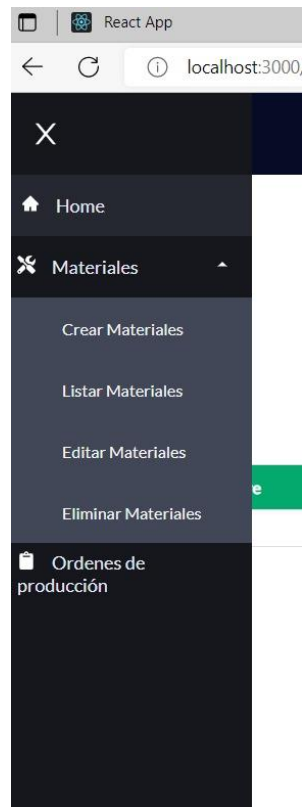 React App
localhost:3000/
X
Home
Materiales
Crear Materiales
Listar Materiales
Editar Materiales
Eliminar Materiales
Ordenes de
producción